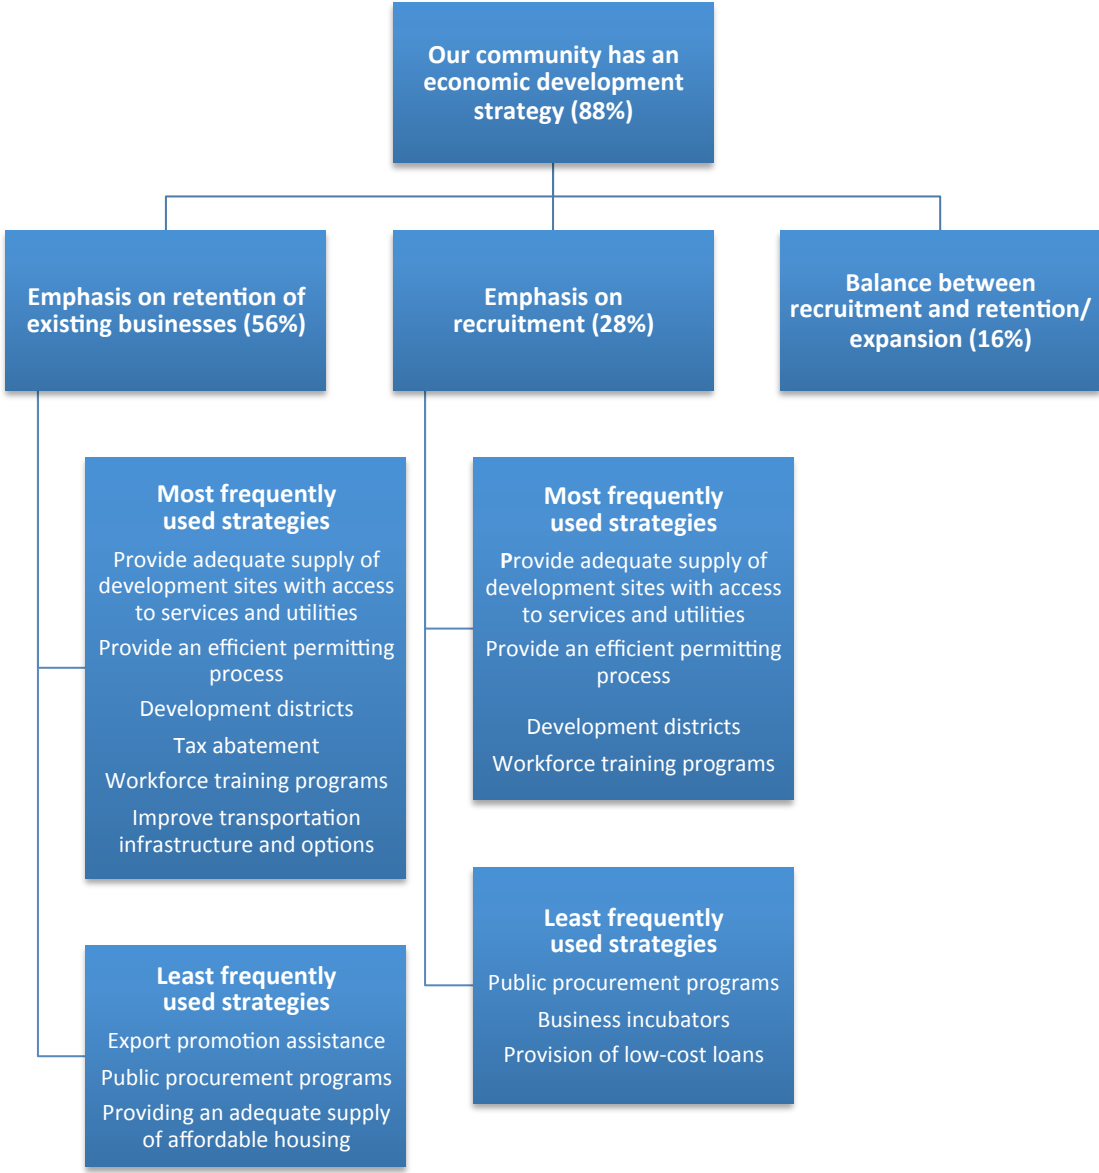 Our community has an
economic development
strategy (88%)
Emphasis on retention of
existing businesses (56%)
Emphasis on
recruitment (28%)
Balance between
recruitment and retention/
expansion (16%)
Most frequently
used strategies
Provide adequate supply of
development sites with access
to services and utilities
Provide an efficient permitting
process
Development districts
Tax abatement
Workforce training programs
Improve transportation
infrastructure and options
Least frequently
used strategies
Export promotion assistance
Public procurement programs
Providing an adequate supply
of affordable housing
Most frequently
used strategies
Provide adequate supply of
development sites with access
to services and utilities
Provide an efficient permitting
process
Development districts
Workforce training programs
Least frequently
used strategies
Public procurement programs
Business incubators
Provision of low-cost loans